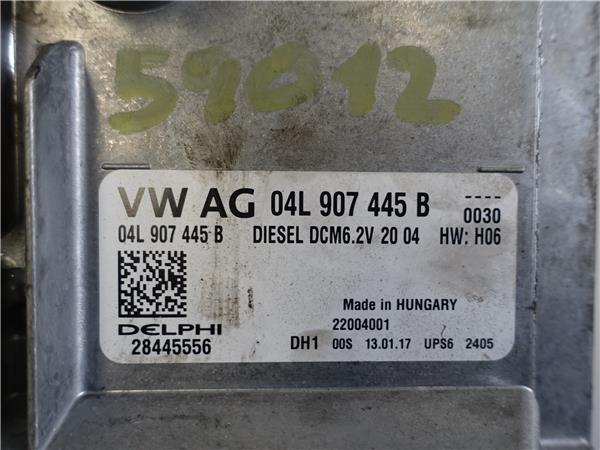 59012
VW AG 04L 907 445 B ----
0030
04L 907 445 B DIESEL DCM6.2V 20 04 HW: H06
Made in HUNGARY
DELPHI 22004001
28445556 DH1 00S 13.01.17 UPS6 2405